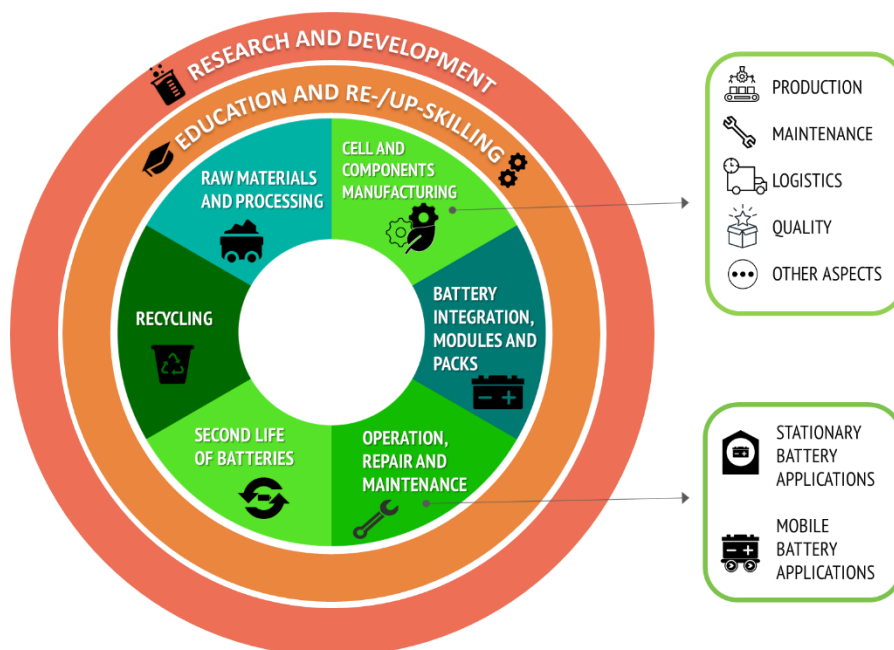 RESEARCH AND DEVELOPMENT
EDUCATION AND RE-/UP-SKILLING
RAW MATERIALS
AND PROCESSING
CELL AND
COMPONENTS
MANUFACTURING
BATTERY
INTEGRATION,
MODULES AND
PACKS
OPERATION,
REPAIR AND
MAINTENANCE
SECOND LIFE
OF BATTERIES
RECYCLING
PRODUCTION
MAINTENANCE
LOGISTICS
QUALITY
OTHER ASPECTS
STATIONARY
BATTERY
APPLICATIONS
MOBILE
BATTERY
APPLICATIONS